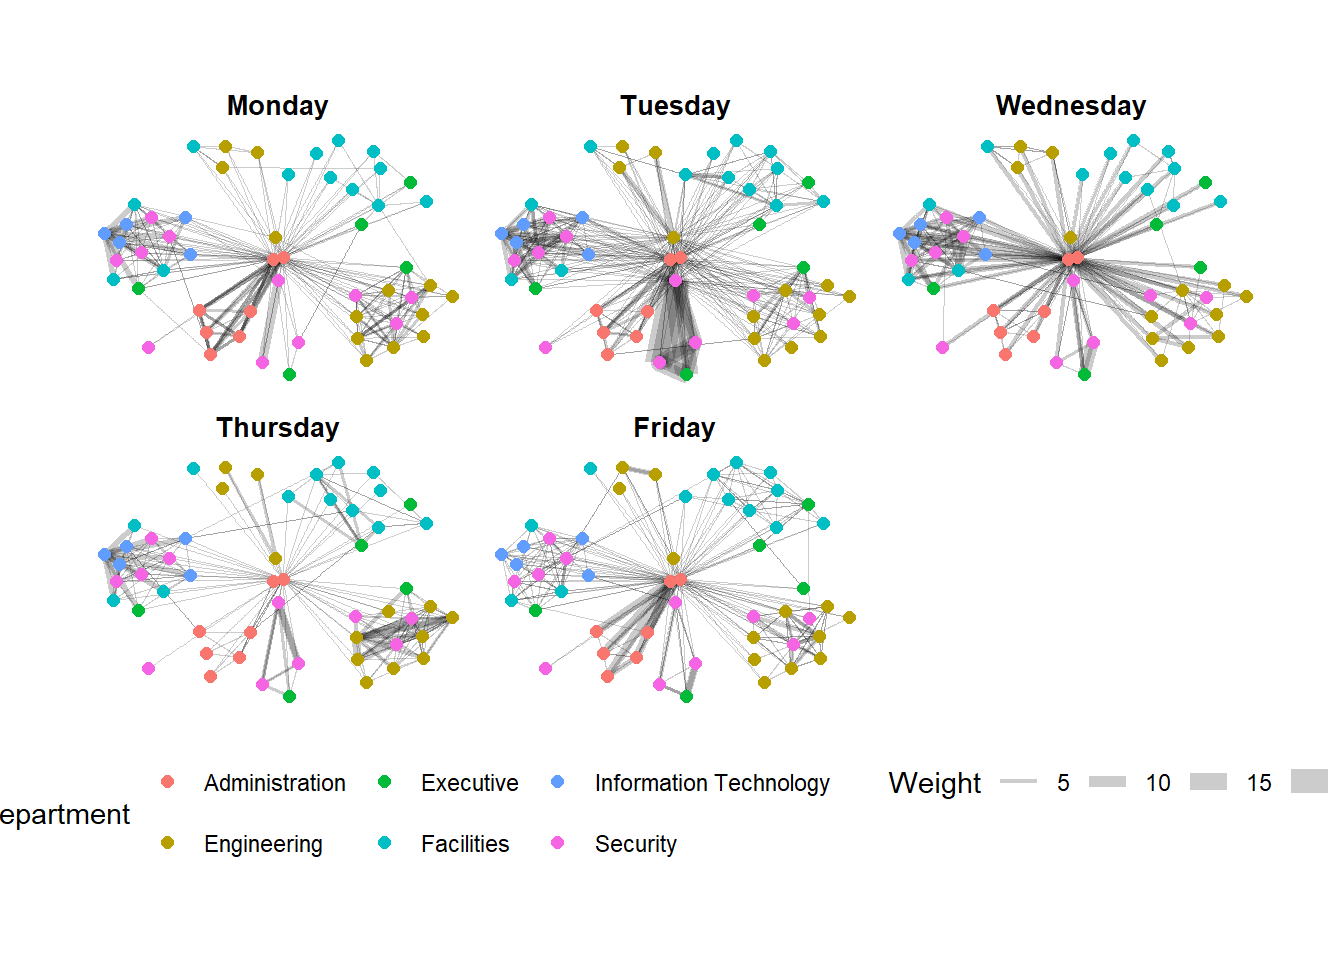 Monday Tuesday Wednesday
Thursday Friday
epartment
Administration Executive Information Technology
Engineering Facilities Security
Weight 5 10 15